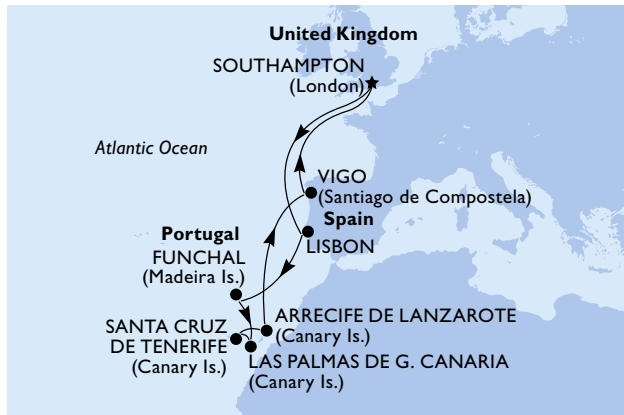 United Kingdom
SOUTHAMPTON
(London)
Atlantic Ocean
VIGO
(Santiago de Compostela)
Spain
Portugal
LISBON
FUNCHAL
(Madeira Is.)
ARRECIFE DE LANZAROTE
(Canary Is.)
SANTA CRUZ
DE TENERIFE
(Canary Is.)
LAS PALMAS DE G. CANARIA
(Canary Is.)